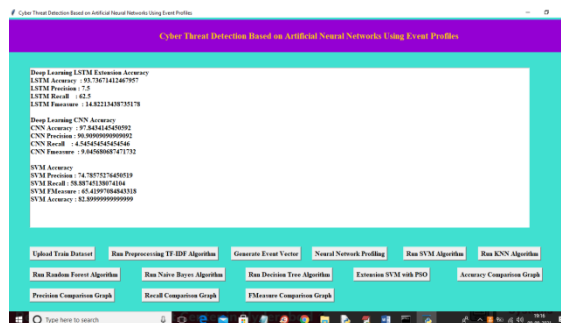 Cyber Threat Detection Based on Artificial Neural Networks Using Event Profiles
Cyber Threat Detection Based on Artificial Neural Networks Using Event Profiles
Deep Learning LSTM Extension Accuracy
LSTM Accuracy : 93.73671412467957
LSTM Precision : 7.5
LSTM Recall : 62.5
LSTM Fmeasure : 14.82213438735178
Deep Learning CNN Accuracy
CNN Accuracy : 97.8434145450592
CNN Precision : 90.90909090909092
CNN Recall : 4.545454545454546
CNN Fmeasure : 9.045680687471732
SVM Accuracy
SVM Precision : 74.78575276450519
SVM Recall : 58.88745138074104
SVM FMeasure : 65.41997084843318
SVM Accuracy : 82.89999999999999
Upload Train Dataset Run Preprocessing TF-IDF Algorithm Generate Event Vector Neural Network Profiling Run SVM Algorithm Run KNN Algorithm
Run Random Forest Algorithm Run Naive Bayes Algorithm Run Decision Tree Algorithm Extension SVM with PSO Accuracy Comparison Graph
Precision Comparison Graph Recall Comparison Graph FMeasure Comparison Graph
Type here to search
19:16